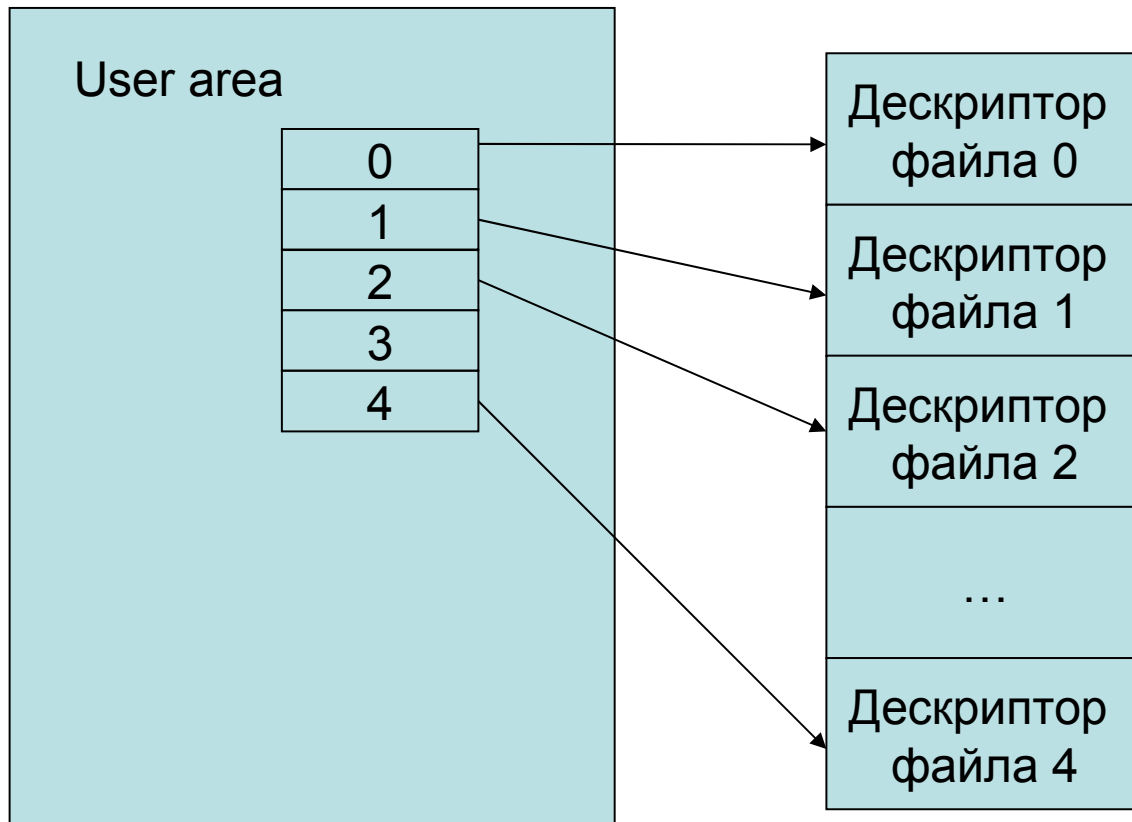 User area
0
1
2
3
4
Дескриптор
файла 0
Дескриптор
файла 1
Дескриптор
файла 2
…
Дескриптор
файла 4